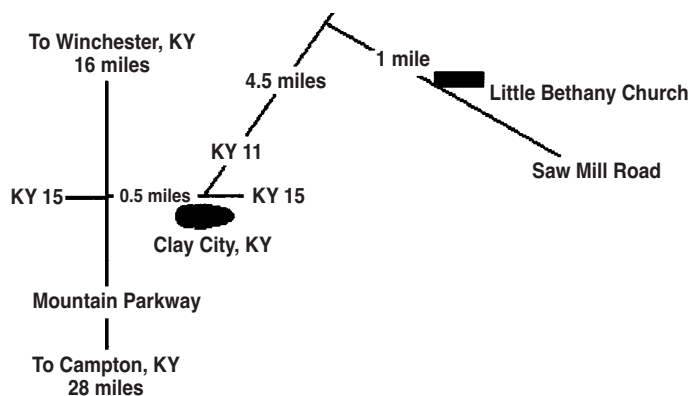 To Winchester, KY
16 miles
1 mile
4.5 miles
Little Bethany Church
KY 11
Saw Mill Road
KY 15
0.5 miles
KY 15
Clay City, KY
Mountain Parkway
To Campton, KY
28 miles